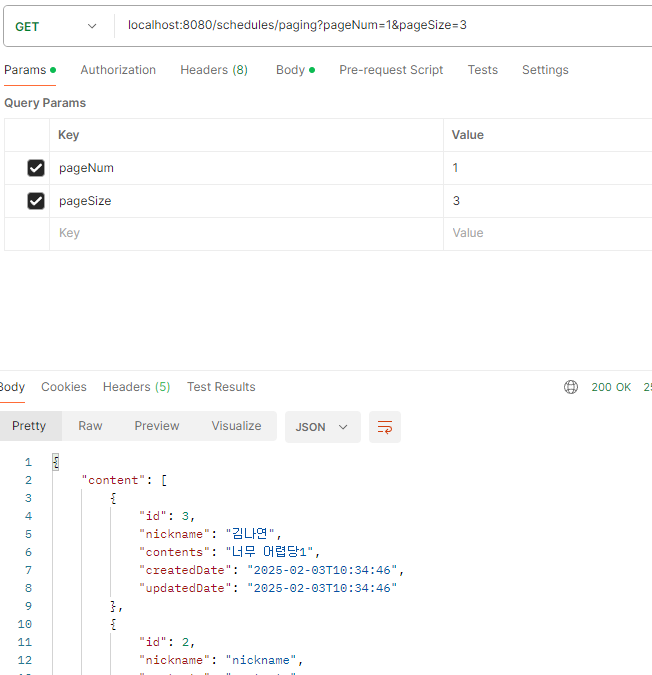 GET localhost:8080/schedules/paging?pageNum=1&pageSize=3
Params Authorization Headers (8) Body Pre-request Script Tests Settings
Query Params
Key Value
pageNum 1
pageSize 3
Key Value
Body Cookies Headers (5) Test Results 200 OK 25
Pretty Raw Preview Visualize JSON
1 {
2 "content": [
3 {
4 "id": 3,
5 "nickname": "김나연",
6 "contents": "너무 어렵당1",
7 "createdDate": "2025-02-03T10:34:46",
8 "updatedDate": "2025-02-03T10:34:46"
9 },
10 {
11 "id": 2,
12 "nickname": "nickname",